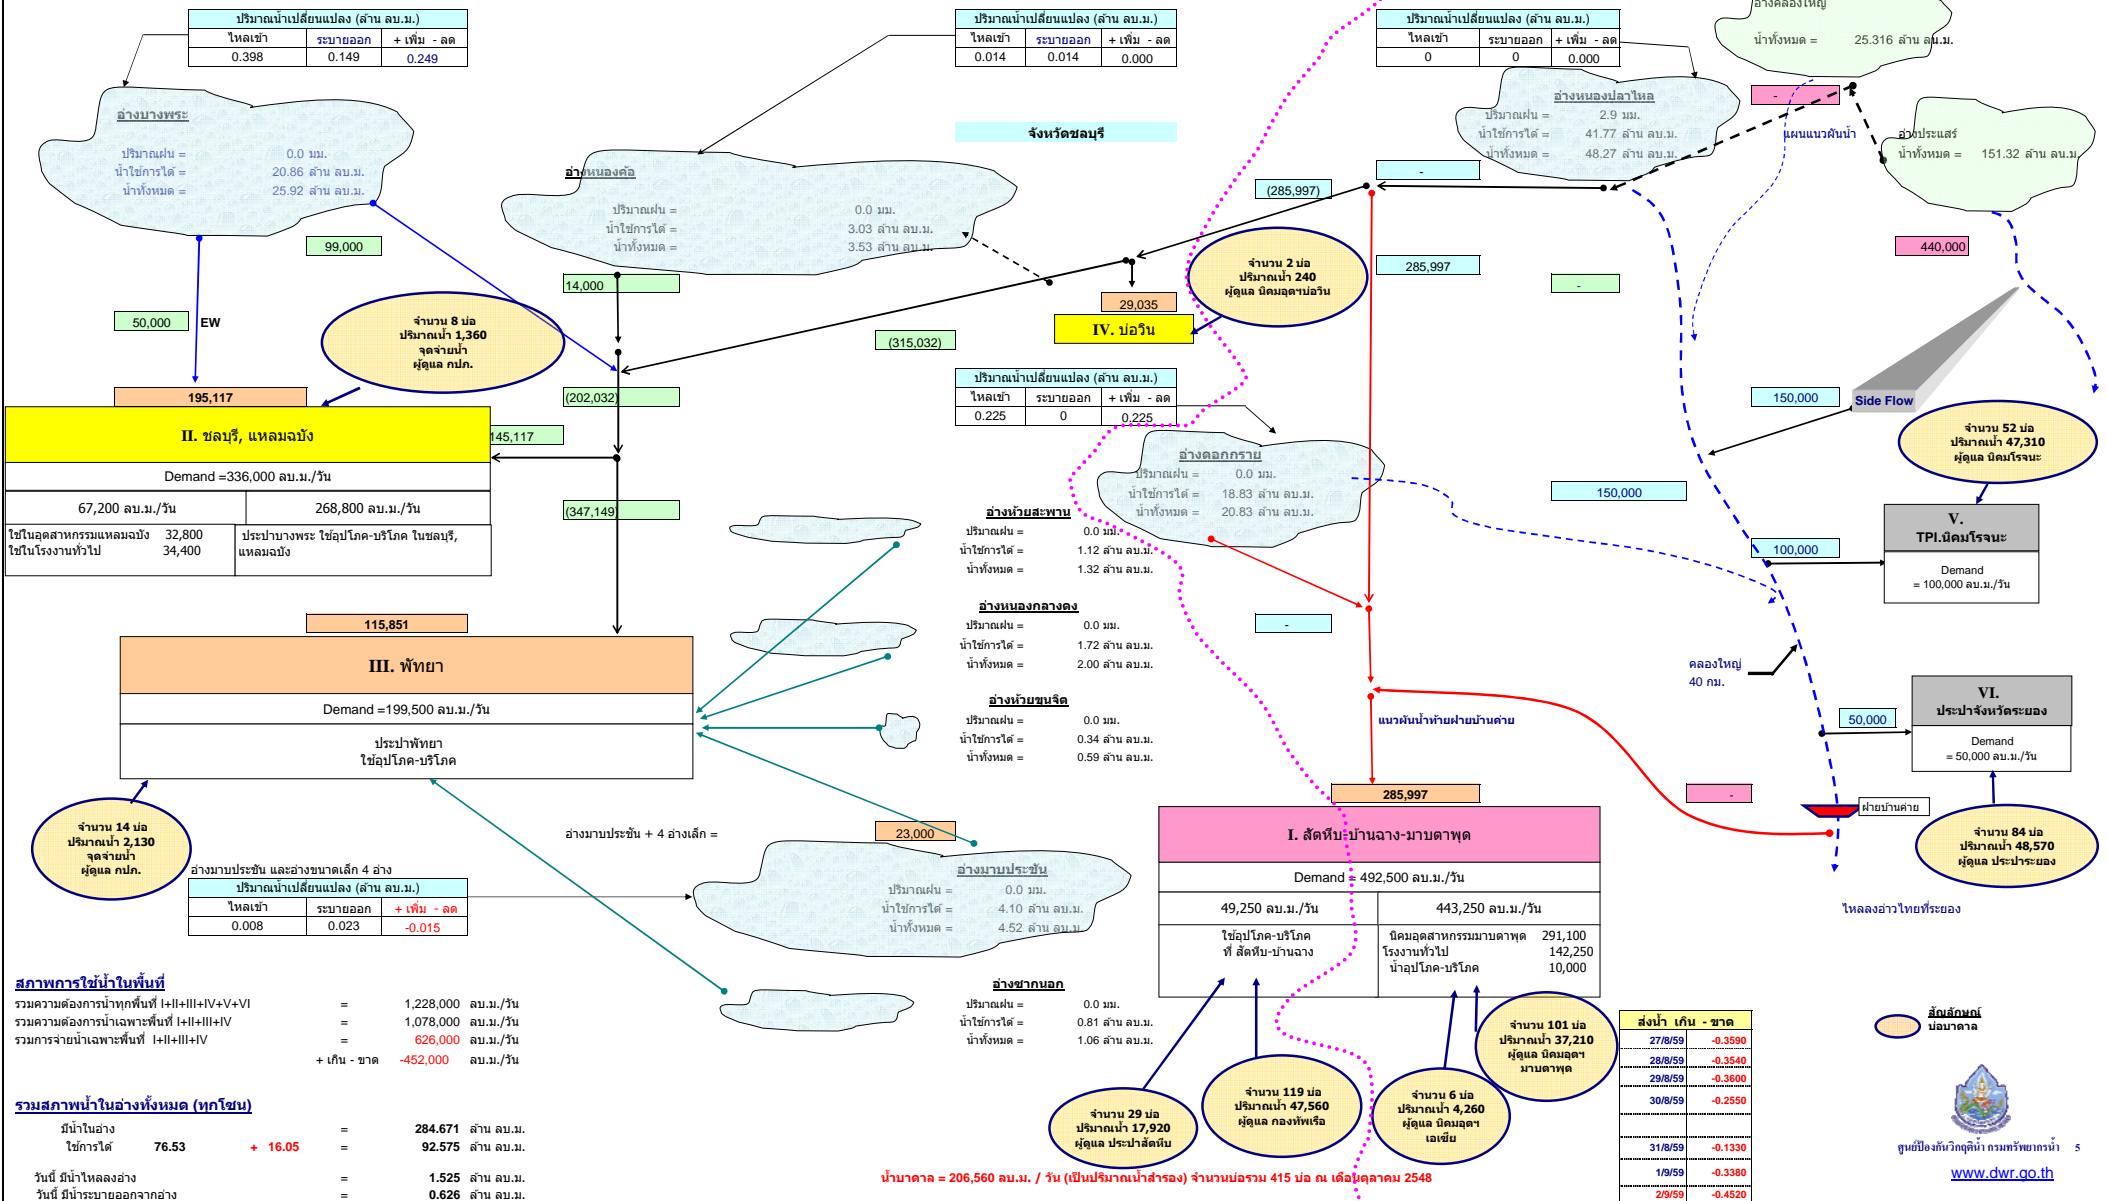 ปริมาณน้ำเปลี่ยนแปลง (ล้าน ลบ.ม.)
ไหลเข้า ระบายออก + เพิ่ม - ลด
0.398 0.149 0.249
ปริมาณน้ำเปลี่ยนแปลง (ล้าน ลบ.ม.)
ไหลเข้า ระบายออก + เพิ่ม - ลด
0.014 0.014 0.000
ปริมาณน้ำเปลี่ยนแปลง (ล้าน ลบ.ม.)
ไหลเข้า ระบายออก + เพิ่ม - ลด
0 0 0.000
อ่างคลองใหญ่
น้ำทั้งหมด = 25.316 ล้าน ลบ.ม.
อ่างบางพระ
ปริมาณฝน = 0.0 มม.
น้ำใช้การได้ = 20.86 ล้าน ลบ.ม.
น้ำทั้งหมด = 25.92 ล้าน ลบ.ม.
อ่างหนองค้อ
ปริมาณฝน = 0.0 มม.
น้ำใช้การได้ = 3.03 ล้าน ลบ.ม.
น้ำทั้งหมด = 3.53 ล้าน ลบ.ม.
จังหวัดชลบุรี
อ่างหนองปลาไหล
ปริมาณฝน = 2.9 มม.
น้ำใช้การได้ = 41.77 ล้าน ลบ.ม.
น้ำทั้งหมด = 48.27 ล้าน ลบ.ม.
-
แผนแนวผันน้ำ
อ่างประแสร์
น้ำทั้งหมด = 151.32 ล้าน ลบ.ม.
-
(285,997)
99,000
14,000
50,000 EW
จำนวน 8 บ่อ
ปริมาณน้ำ 1,360
จุดจ่ายน้ำ
ผู้ดูแล กปภ.
29,035
IV. บ่อวิน
(315,032)
จำนวน 2 บ่อ
ปริมาณน้ำ 240
ผู้ดูแล นิคมอุตฯบ่อวิน
285,997
-
440,000
195,117
(202,032)
145,117
(347,149)
II. ชลบุรี, แหลมฉบัง
Demand =336,000 ลบ.ม./วัน
67,200 ลบ.ม./วัน 268,800 ลบ.ม./วัน
ใช้ในอุตสาหกรรมแหลมฉบัง 32,800
ใช้ในโรงงานทั่วไป 34,400
ประปาบางพระ ใช้อุปโภค-บริโภค ในชลบุรี,
แหลมฉบัง
ปริมาณน้ำเปลี่ยนแปลง (ล้าน ลบ.ม.)
ไหลเข้า ระบายออก + เพิ่ม - ลด
0.225 0 0.225
อ่างดอกกราย
ปริมาณฝน = 0.0 มม.
น้ำใช้การได้ = 18.83 ล้าน ลบ.ม.
น้ำทั้งหมด = 20.83 ล้าน ลบ.ม.
150,000
Side Flow
จำนวน 52 บ่อ
ปริมาณน้ำ 47,310
ผู้ดูแล นิคมโรจนะ
150,000
100,000
V.
TPI.นิคมโรจนะ
Demand
= 100,000 ลบ.ม./วัน
อ่างห้วยสะพาน
ปริมาณฝน = 0.0 มม.
น้ำใช้การได้ = 1.12 ล้าน ลบ.ม.
น้ำทั้งหมด = 1.32 ล้าน ลบ.ม.
อ่างหนองกลางดง
ปริมาณฝน = 0.0 มม.
น้ำใช้การได้ = 1.72 ล้าน ลบ.ม.
น้ำทั้งหมด = 2.00 ล้าน ลบ.ม.
อ่างห้วยขุนจิต
ปริมาณฝน = 0.0 มม.
น้ำใช้การได้ = 0.34 ล้าน ลบ.ม.
น้ำทั้งหมด = 0.59 ล้าน ลบ.ม.
-
115,851
III. พัทยา
Demand =199,500 ลบ.ม./วัน
ประปาพัทยา
ใช้อุปโภค-บริโภค
คลองใหญ่
40 กม.
แนวผันน้ำท้ายฝายบ้านค่าย
50,000
VI.
ประปาจังหวัดระยอง
Demand
= 50,000 ลบ.ม./วัน
-
ฝายบ้านค่าย
จำนวน 84 บ่อ
ปริมาณน้ำ 48,570
ผู้ดูแล ประปาระยอง
ไหลลงอ่าวไทยที่ระยอง
จำนวน 14 บ่อ
ปริมาณน้ำ 2,130
จุดจ่ายน้ำ
ผู้ดูแล กปภ.
อ่างมาบประชัน + 4 อ่างเล็ก = 23,000
อ่างมาบประชัน และอ่างขนาดเล็ก 4 อ่าง
ปริมาณน้ำเปลี่ยนแปลง (ล้าน ลบ.ม.)
ไหลเข้า ระบายออก + เพิ่ม - ลด
0.008 0.023 -0.015
อ่างมาบประชัน
ปริมาณฝน = 0.0 มม.
น้ำใช้การได้ = 4.10 ล้าน ลบ.ม.
น้ำทั้งหมด = 4.52 ล้าน ลบ.ม.
285,997
I. สัตหีบ-บ้านฉาง-มาบตาพุด
Demand = 492,500 ลบ.ม./วัน
49,250 ลบ.ม./วัน 443,250 ลบ.ม./วัน
ใช้อุปโภค-บริโภค
ที่ สัตหีบ-บ้านฉาง
นิคมอุตสาหกรรมมาบตาพุด 291,100
โรงงานทั่วไป 142,250
น้ำอุปโภค-บริโภค 10,000
อ่างซากนอก
ปริมาณฝน = 0.0 มม.
น้ำใช้การได้ = 0.81 ล้าน ลบ.ม.
น้ำทั้งหมด = 1.06 ล้าน ลบ.ม.
สภาพการใช้น้ำในพื้นที่
รวมความต้องการน้ำทุกพื้นที่ I+II+III+IV+V+VI = 1,228,000 ลบ.ม./วัน
รวมความต้องการน้ำเฉพาะพื้นที่ I+II+III+IV = 1,078,000 ลบ.ม./วัน
รวมการจ่ายน้ำเฉพาะพื้นที่ I+II+III+IV = 626,000 ลบ.ม./วัน
+ เกิน - ขาด -452,000 ลบ.ม./วัน
รวมสภาพน้ำในอ่างทั้งหมด (ทุกโซน)
มีน้ำในอ่าง = 284.671 ล้าน ลบ.ม.
ใช้การได้ 76.53 + 16.05 = 92.575 ล้าน ลบ.ม.
วันนี้ มีน้ำไหลลงอ่าง = 1.525 ล้าน ลบ.ม.
วันนี้ มีน้ำระบายออกจากอ่าง = 0.626 ล้าน ลบ.ม.
จำนวน 29 บ่อ
ปริมาณน้ำ 17,920
ผู้ดูแล ประปาสัตหีบ
จำนวน 119 บ่อ
ปริมาณน้ำ 47,560
ผู้ดูแล กองทัพเรือ
จำนวน 6 บ่อ
ปริมาณน้ำ 4,260
ผู้ดูแล นิคมอุตฯ
เอเซีย
จำนวน 101 บ่อ
ปริมาณน้ำ 37,210
ผู้ดูแล นิคมอุตฯ
มาบตาพุด
น้ำบาดาล = 206,560 ลบ.ม. / วัน (เป็นปริมาณน้ำสำรอง) จำนวนบ่อรวม 415 บ่อ ณ เดือนตุลาคม 2548
ส่งน้ำ เกิน - ขาด
27/8/59 -0.3590
28/8/59 -0.3540
29/8/59 -0.3600
30/8/59 -0.2550
31/8/59 -0.1330
1/9/59 -0.3380
2/9/59 -0.4520
สัญลักษณ์
บ่อบาดาล
ศูนย์ป้องกันวิกฤติน้ำ กรมทรัพยากรน้ำ 5
www.dwr.go.th